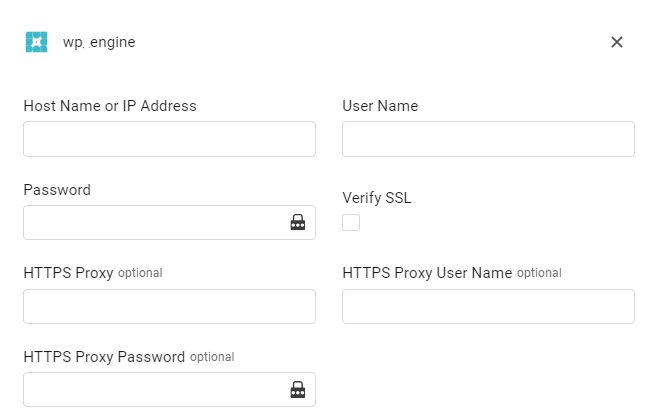 wp engine
Host Name or IP Address
User Name
Password
Verify SSL
HTTPS Proxy optional
HTTPS Proxy User Name optional
HTTPS Proxy Password optional